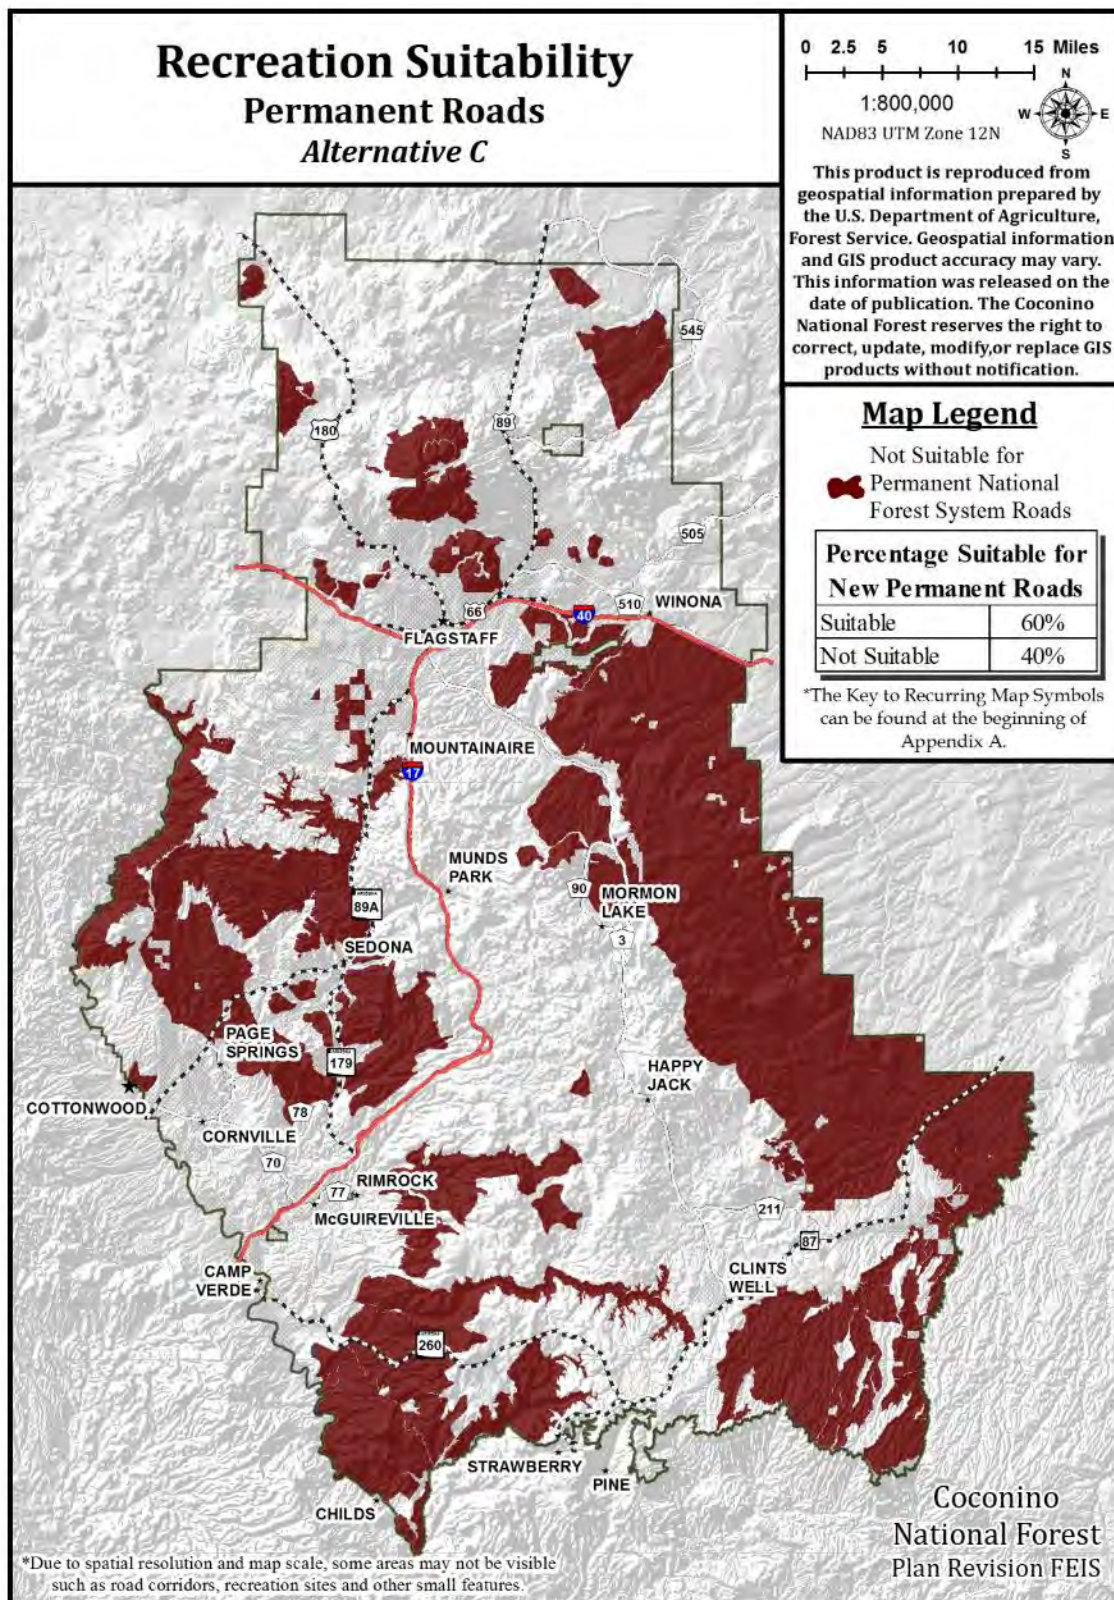 Recreation Suitability
Permanent Roads
Alternative C
0 2.5 5 10 15 Miles
1:800,000
NAD83 UTM Zone 12N
N
W E
S
This product is reproduced from
geospatial information prepared by
the U.S. Department of Agriculture,
Forest Service. Geospatial information
and GIS product accuracy may vary.
This information was released on the
date of publication. The Coconino
National Forest reserves the right to
correct, update, modify,or replace GIS
products without notification.
Map Legend
Not Suitable for
Permanent National
Forest System Roads
Percentage Suitable for
New Permanent Roads
Suitable 60%
Not Suitable 40%
*The Key to Recurring Map Symbols
can be found at the beginning of
Appendix A.
545
180
89
505
66
40
510
WINONA
FLAGSTAFF
MOUNTAINAIRE
17
MUNDS
PARK
90
MORMON
LAKE
89A
3
SEDONA
PAGE
SPRINGS
179
HAPPY
JACK
COTTONWOOD
78
CORNVILLE
70
77
RIMROCK
McGUIREVILLE
211
87
CLINTS
WELL
CAMP
VERDE
260
STRAWBERRY
PINE
CHILDS
Coconino
National Forest
Plan Revision FEIS
*Due to spatial resolution and map scale, some areas may not be visible
such as road corridors, recreation sites and other small features.